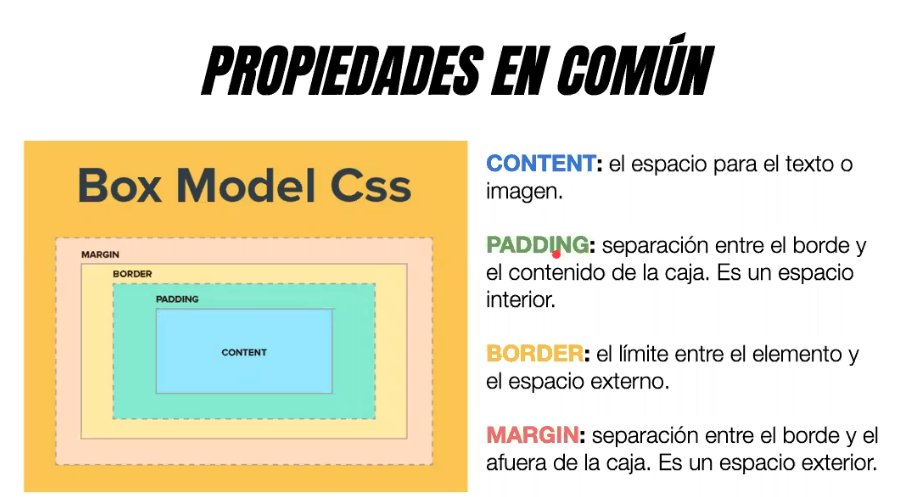 PROPIEDADES EN COMÚN
Box Model Css
MARGIN
BORDER
PADDING
CONTENT
CONTENT: el espacio para el texto o
imagen.
PADDING: separación entre el borde y
el contenido de la caja. Es un espacio
interior.
BORDER: el límite entre el elemento y
el espacio externo.
MARGIN: separación entre el borde y el
afuera de la caja. Es un espacio exterior.